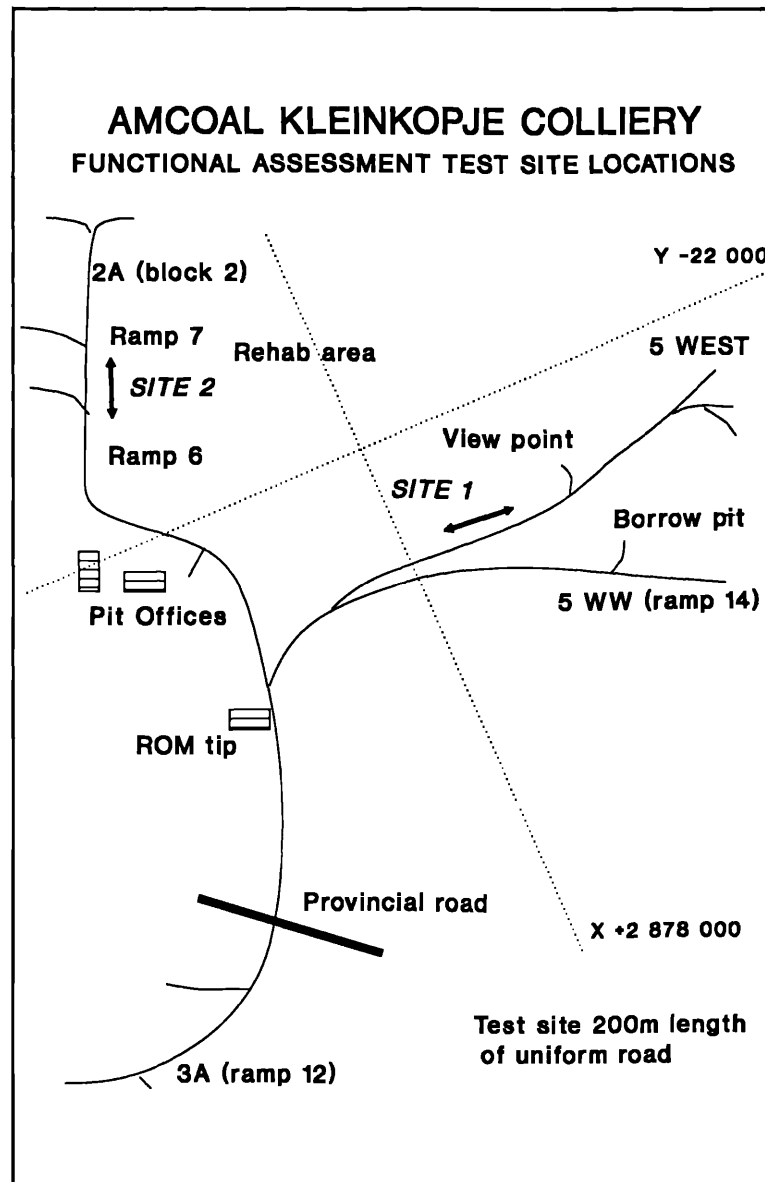 AMCOAL KLEINKOPJE COLLIERY
FUNCTIONAL ASSESSMENT TEST SITE LOCATIONS
Y -22 000
2A (block 2)
Ramp 7
Rehab area
5 WEST
SITE 2
View point
Ramp 6
SITE 1
Borrow pit
5 WW (ramp 14)
Pit Offices
ROM tip
Provincial road
X +2 878 000
Test site 200m length
of uniform road
3A (ramp 12)